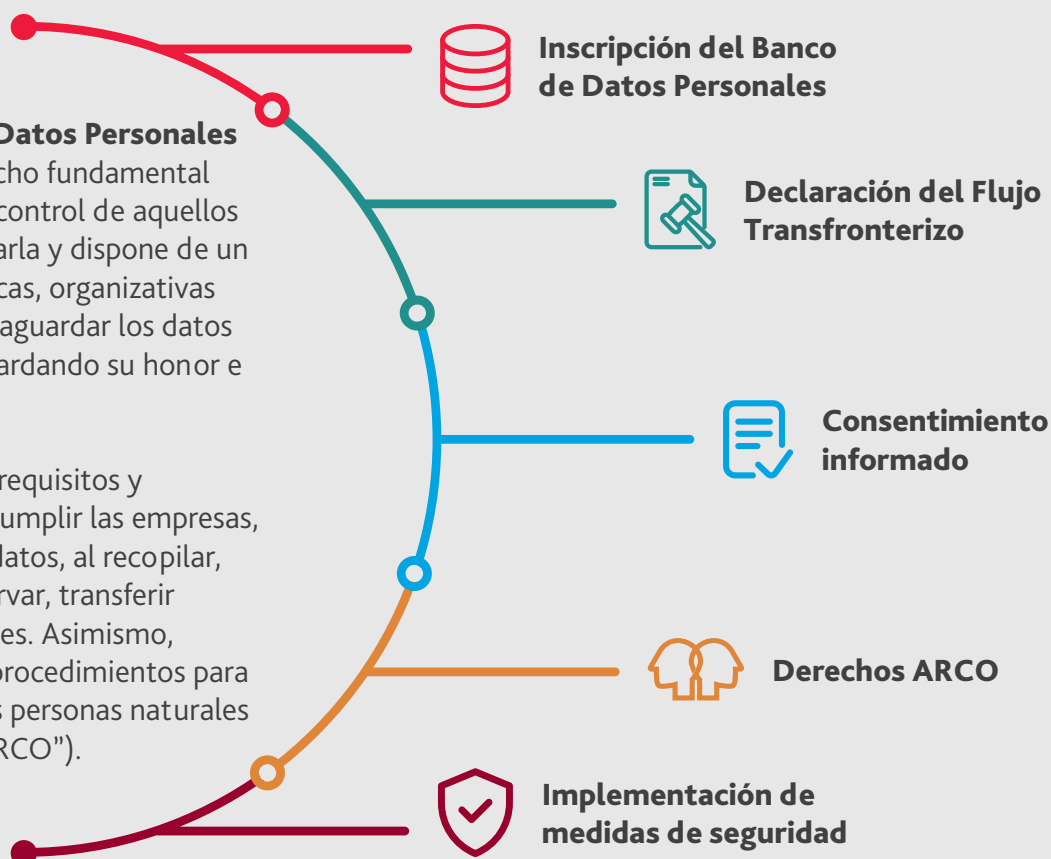 Datos Personales
cho fundamental
control de aquellos
arla y dispone de un
cas, organizativas
aguardar los datos
ardando su honor e
requisitos y
umplir las empresas,
datos, al recopilar,
rvar, transferir
es. Asimismo,
procedimientos para
s personas naturales
RCO”).
Inscripción del Banco
de Datos Personales
Declaración del Flujo
Transfronterizo
Consentimiento
informado
Derechos ARCO
Implementación de
medidas de seguridad